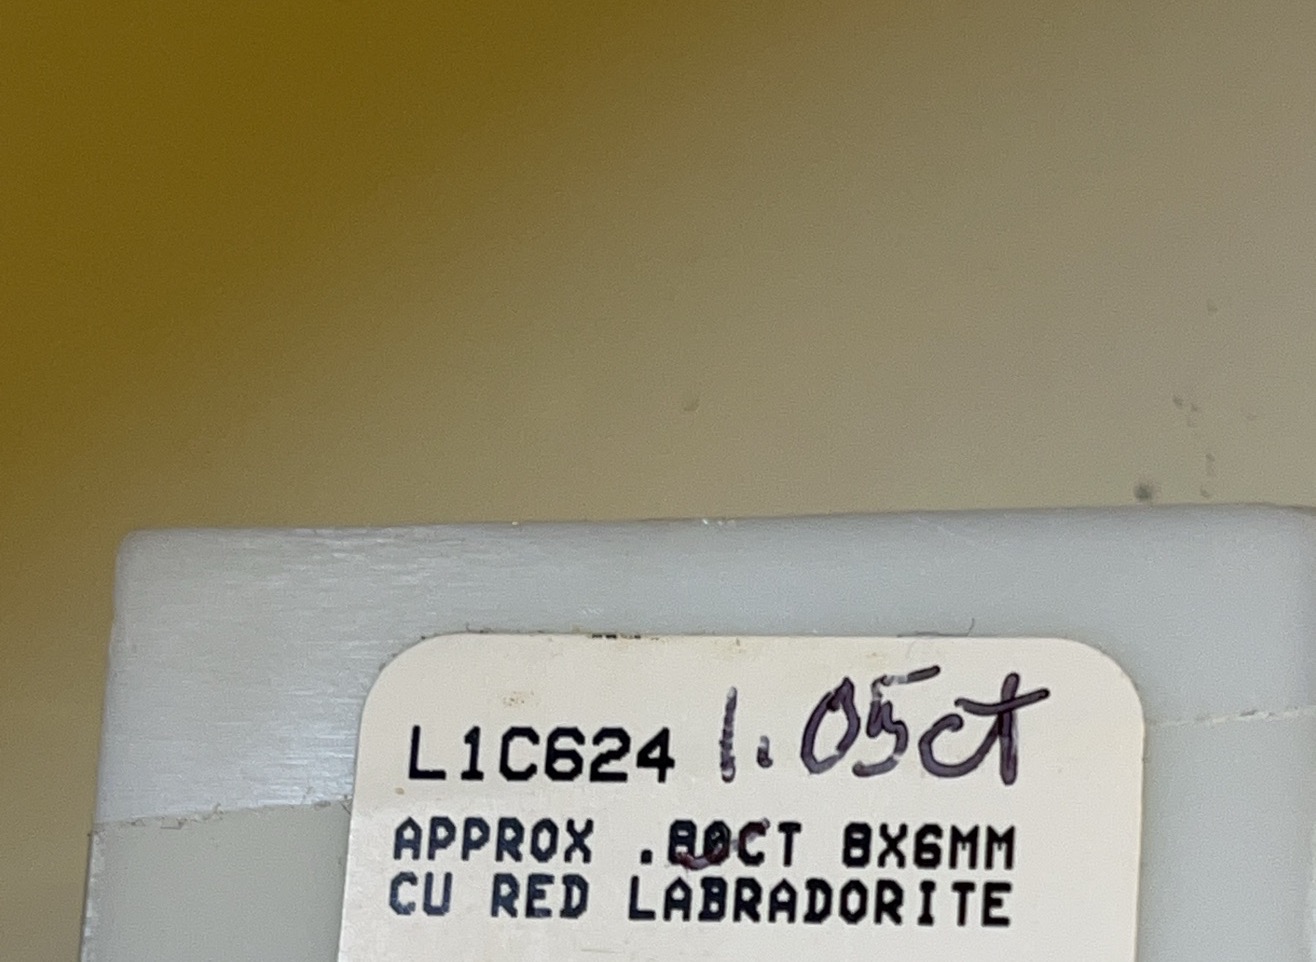 L1C624 1.05ct
APPROX .80CT 8X6MM
CU RED LABRADORITE